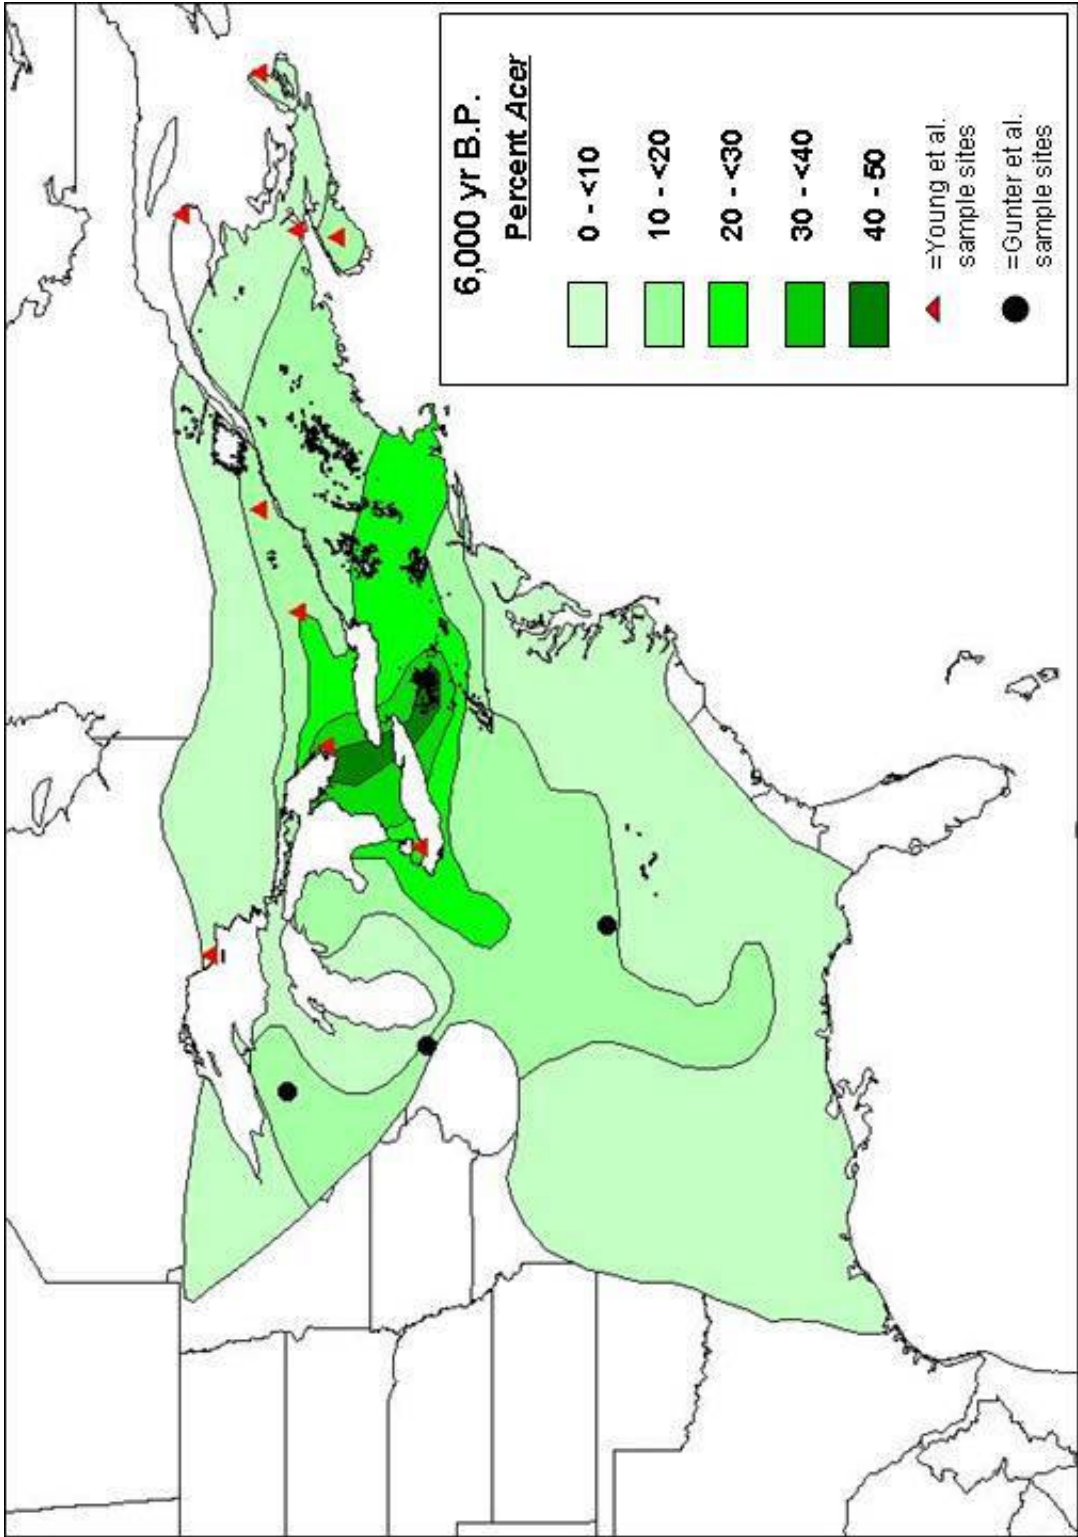 6,000 yr B.P.
Percent Acer
0 - <10
10 - <20
20 - <30
30 - <40
40 - 50
=Young et al.
sample sites
=Gunter et al.
sample sites